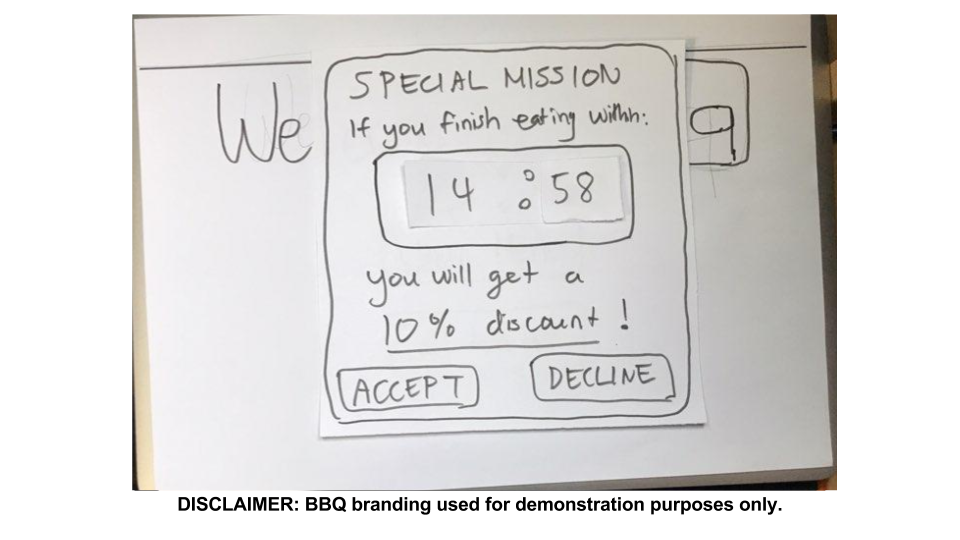 SPECIAL MISSION
We
If you finish eating within:
q
14 : 58
you will get a
10% discount !
ACCEPT
DECLINE
DISCLAIMER: BBQ branding used for demonstration purposes only.